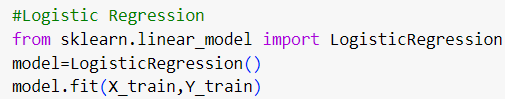 #Logistic Regression
from sklearn.linear_model import LogisticRegression
model=LogisticRegression()
model.fit(X_train,Y_train)